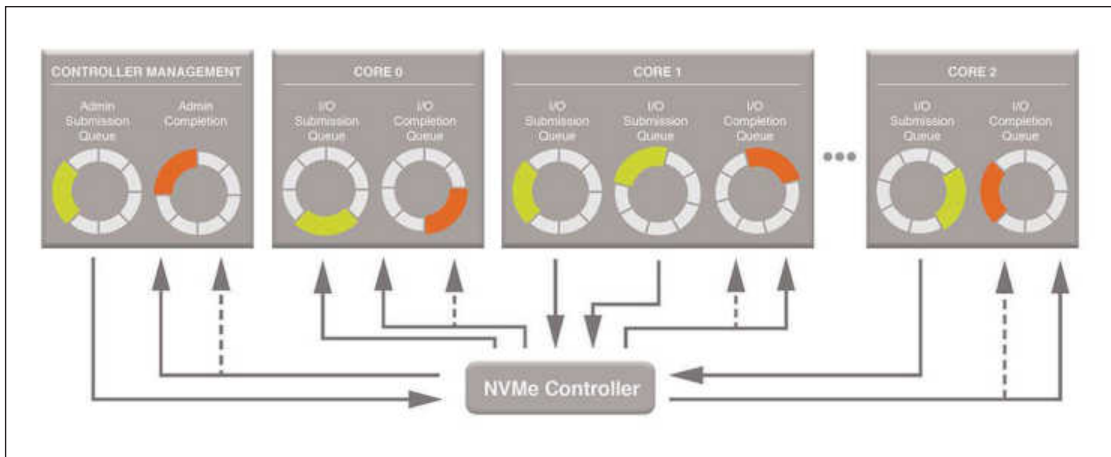 CONTROLLER MANAGEMENT
Admin
Submission
Queue
Admin
Completion
CORE 0
I/O
Submission
Queue
I/O
Completion
Queue
CORE 1
I/O
Submission
Queue
I/O
Submission
Queue
I/O
Completion
Queue
CORE 2
I/O
Submission
Queue
I/O
Completion
Queue
NVMe Controller